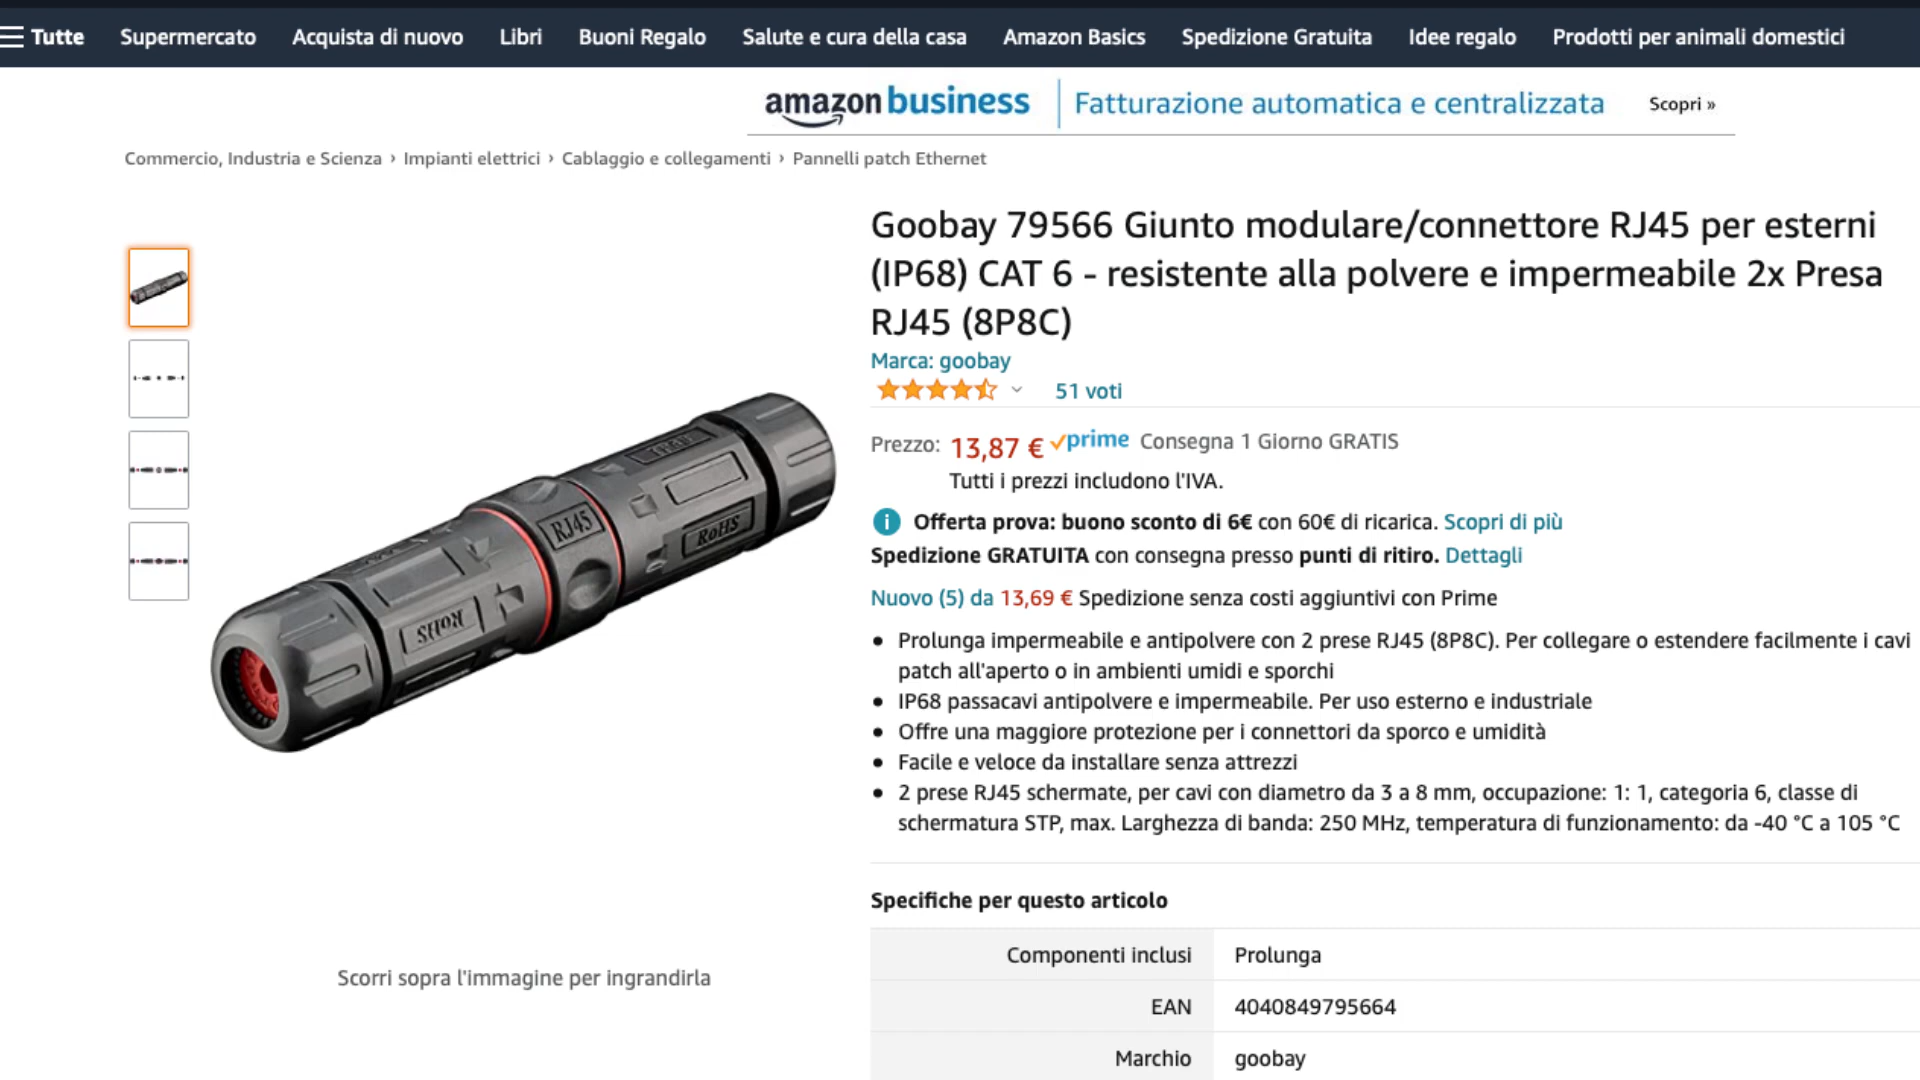 Tutte Supermercato Acquista di nuovo Libri Buoni Regalo Salute e cura della casa Amazon Basics Spedizione Gratuita Idee regalo Prodotti per animali domestici
amazon business Fatturazione automatica e centralizzata Scopri »
Commercio, Industria e Scienza › Impianti elettrici › Cablaggio e collegamenti › Pannelli patch Ethernet
Goobay 79566 Giunto modulare/connettore RJ45 per esterni
(IP68) CAT 6 - resistente alla polvere e impermeabile 2x Presa
RJ45 (8P8C)
Marca: goobay
51 voti
Prezzo: 13,87 € prime Consegna 1 Giorno GRATIS
Tutti i prezzi includono l'IVA.
i Offerta prova: buono sconto di 6€ con 60€ di ricarica. Scopri di più
Spedizione GRATUITA con consegna presso punti di ritiro. Dettagli
Nuovo (5) da 13,69 € Spedizione senza costi aggiuntivi con Prime
• Prolunga impermeabile e antipolvere con 2 prese RJ45 (8P8C). Per collegare o estendere facilmente i cavi
patch all'aperto o in ambienti umidi e sporchi
• IP68 passacavi antipolvere e impermeabile. Per uso esterno e industriale
• Offre una maggiore protezione per i connettori da sporco e umidità
• Facile e veloce da installare senza attrezzi
• 2 prese RJ45 schermate, per cavi con diametro da 3 a 8 mm, occupazione: 1: 1, categoria 6, classe di
schermatura STP, max. Larghezza di banda: 250 MHz, temperatura di funzionamento: da -40 °C a 105 °C
Specifiche per questo articolo
Componenti inclusi Prolunga
EAN 4040849795664
Marchio goobay
RJ45
RoHS
RoHS
Scorri sopra l'immagine per ingrandirla